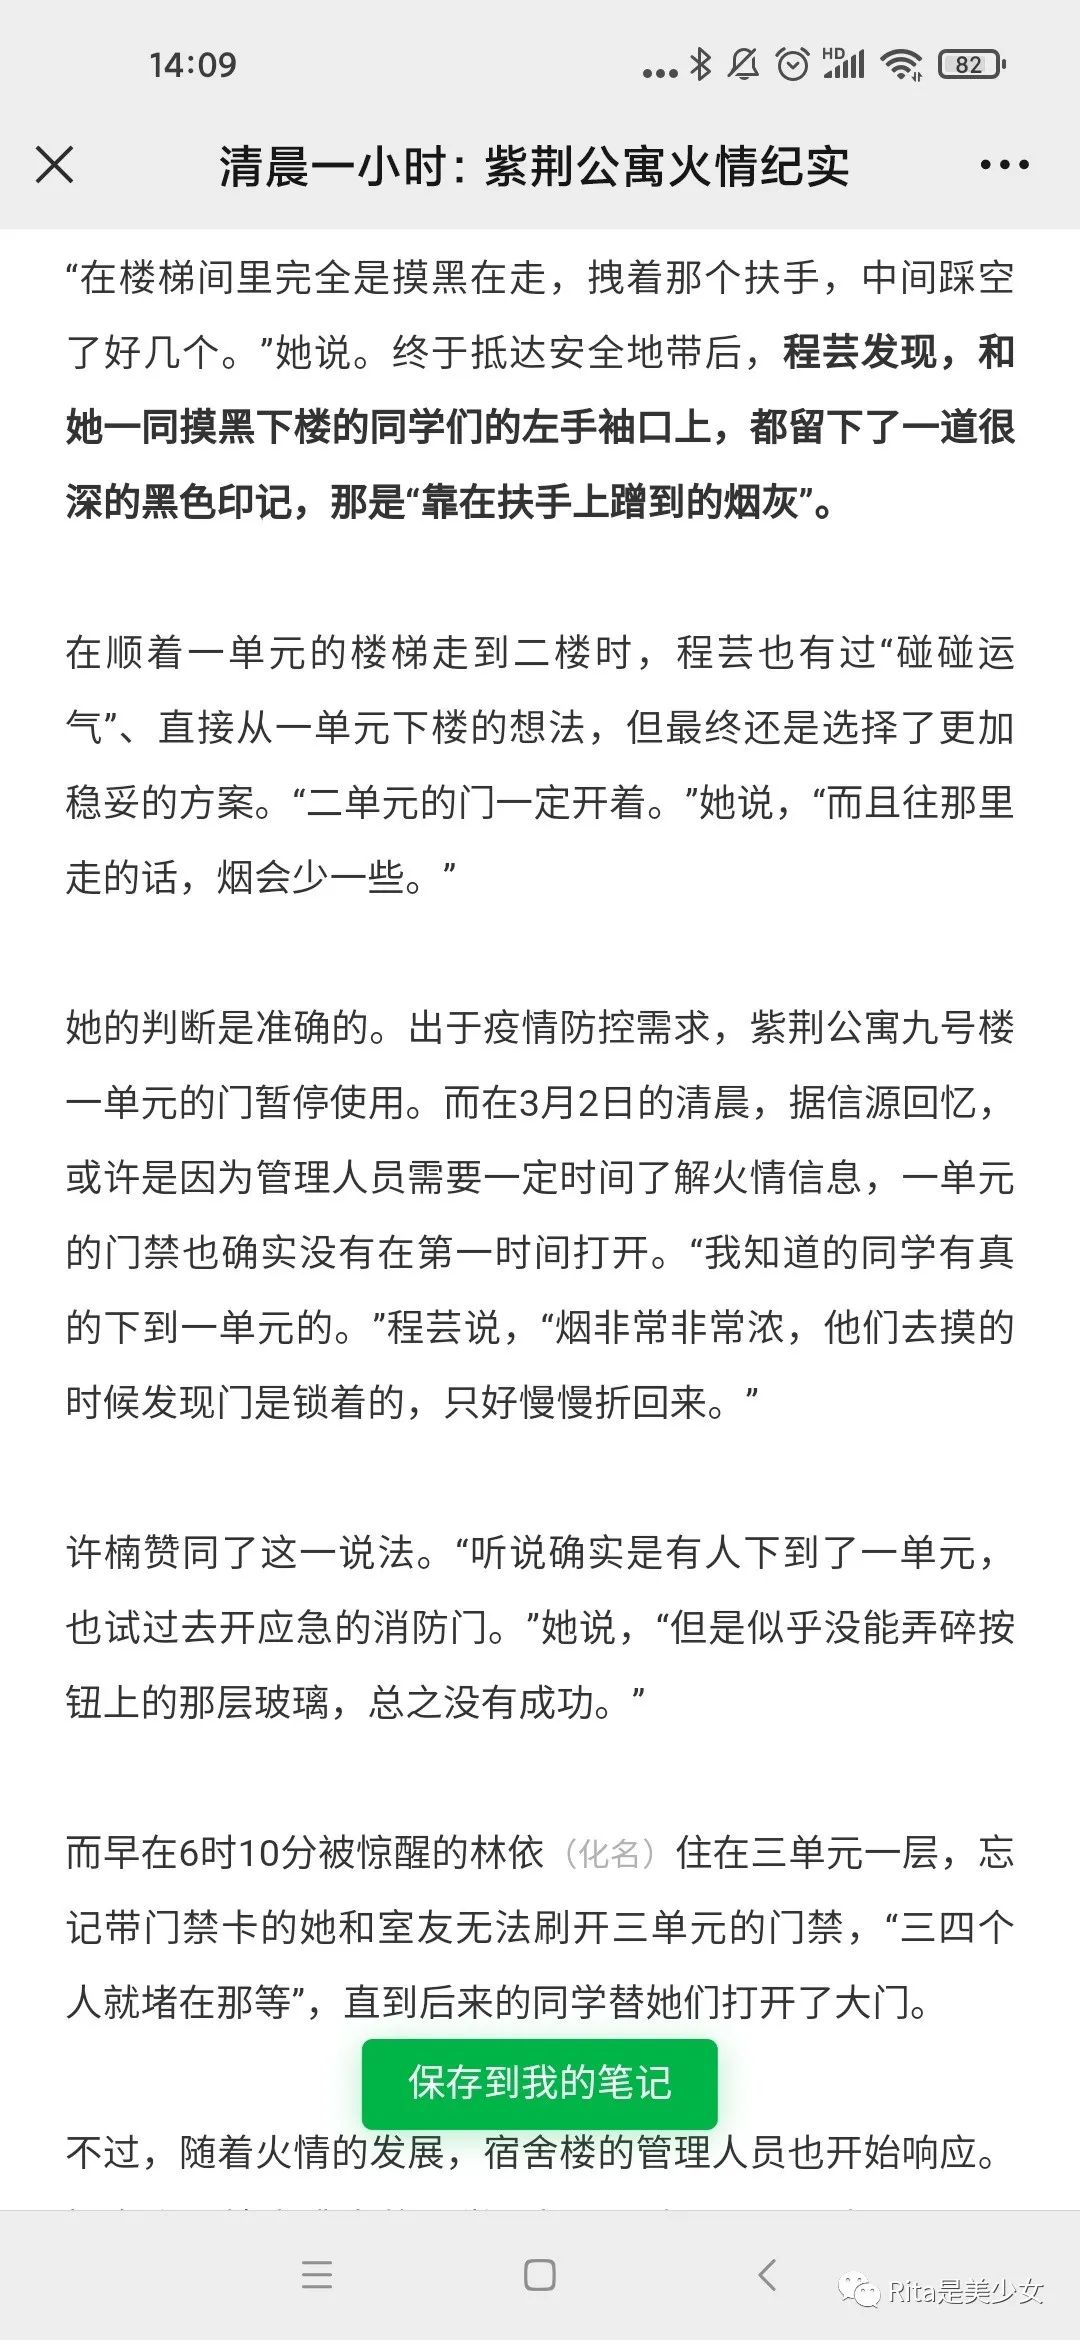 14:09
HD
82
清晨一小时：紫荆公寓火情纪实
“在楼梯间里完全是摸黑在走，拽着那个扶手，中间踩空
了好几个。”她说。终于抵达安全地带后，程芸发现，和
她一同摸黑下楼的同学们的左手袖口上，都留下了一道很
深的黑色印记，那是“靠在扶手上蹭到的烟灰”。
在顺着一单元的楼梯走到二楼时，程芸也有过“碰碰运
气”、直接从一单元下楼的想法，但最终还是选择了更加
稳妥的方案。“二单元的门一定开着。”她说，“而且往那里
走的话，烟会少一些。”
她的判断是准确的。出于疫情防控需求，紫荆公寓九号楼
一单元的门暂停使用。而在3月2日的清晨，据信源回忆，
或许是因为管理人员需要一定时间了解火情信息，一单元
的门禁也确实没有在第一时间打开。“我知道的同学有真
的下到一单元的。”程芸说，“烟非常非常浓，他们去摸的
时候发现门是锁着的，只好慢慢折回来。”
许楠赞同了这一说法。“听说确实是有人下到了一单元，
也试过去开应急的消防门。”她说，“但是似乎没能弄碎按
钮上的那层玻璃，总之没有成功。”
而早在6时10分被惊醒的林依（化名）住在三单元一层，忘
记带门禁卡的她和室友无法刷开三单元的门禁，“三四个
人就堵在那等”，直到后来的同学替她们打开了大门。
保存到我的笔记
不过，随着火情的发展，宿舍楼的管理人员也开始响应。
Rita是美少女